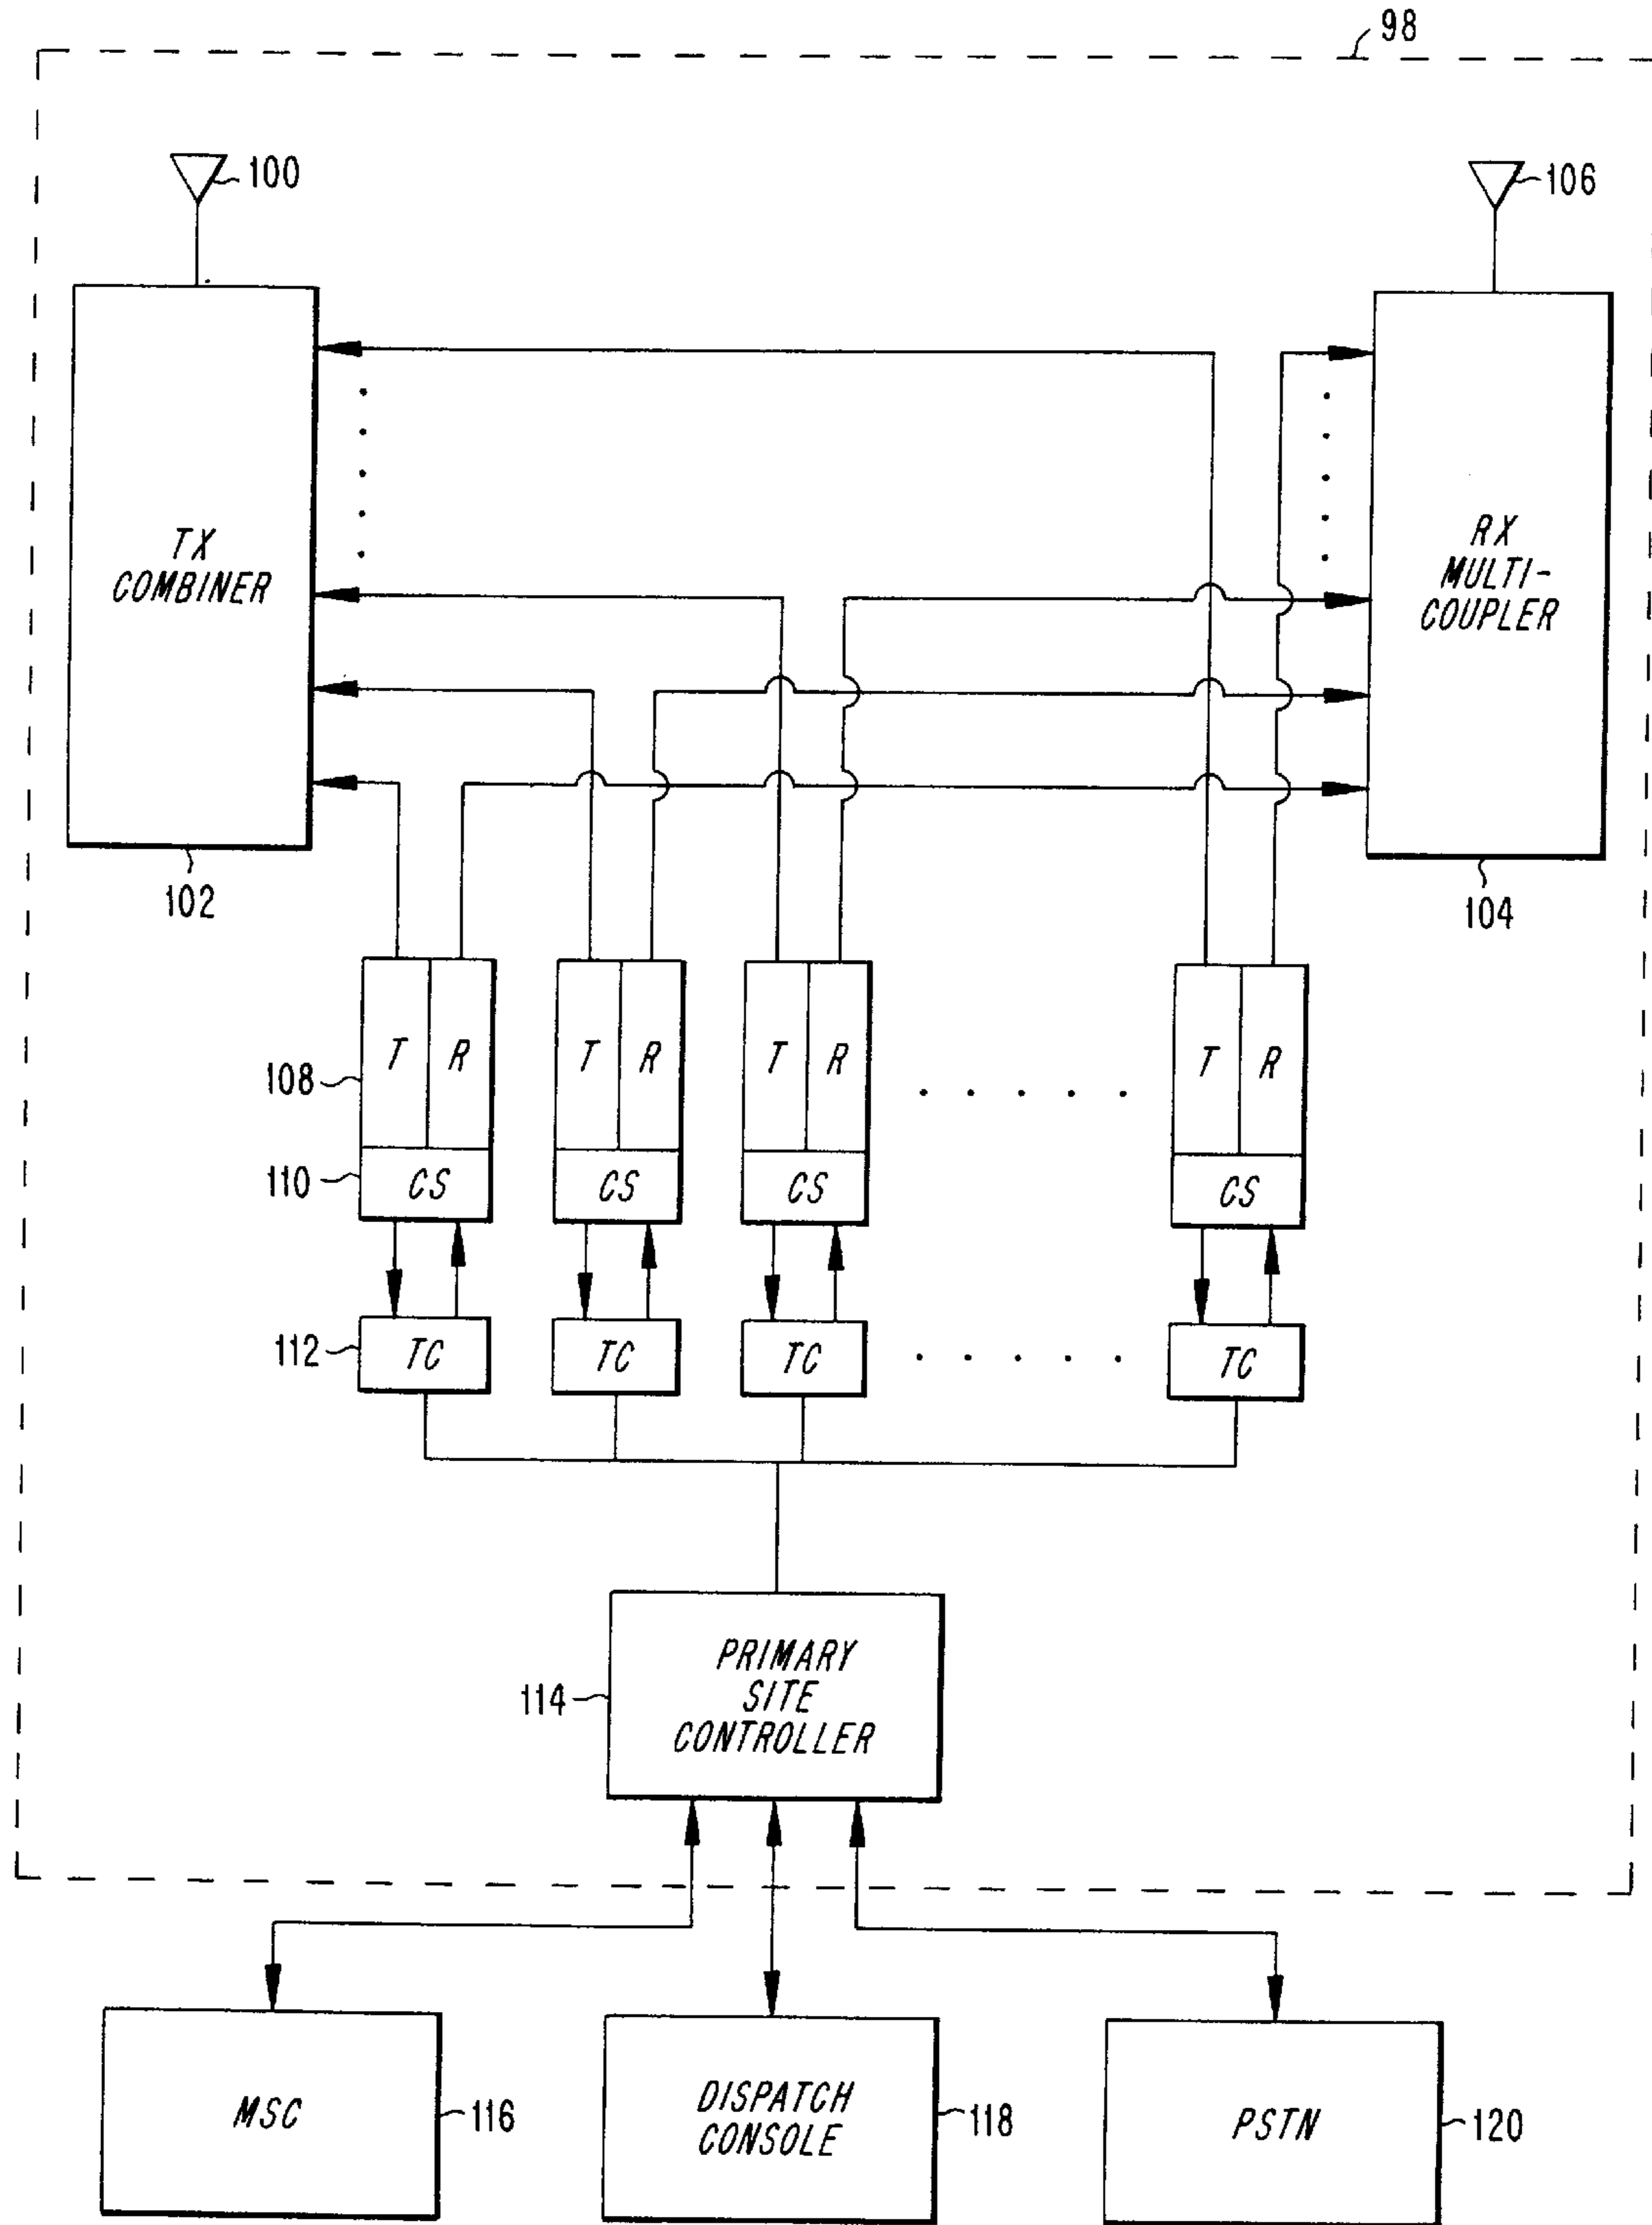 98
100
106
TX
COMBINER
RX
MULTI-
COUPLER
102
104
T R T R T R T R
108
110 CS CS CS CS
112 TC TC TC TC
PRIMARY
SITE
CONTROLLER
114
MSC
116
DISPATCH
CONSOLE
118
PSTN
120